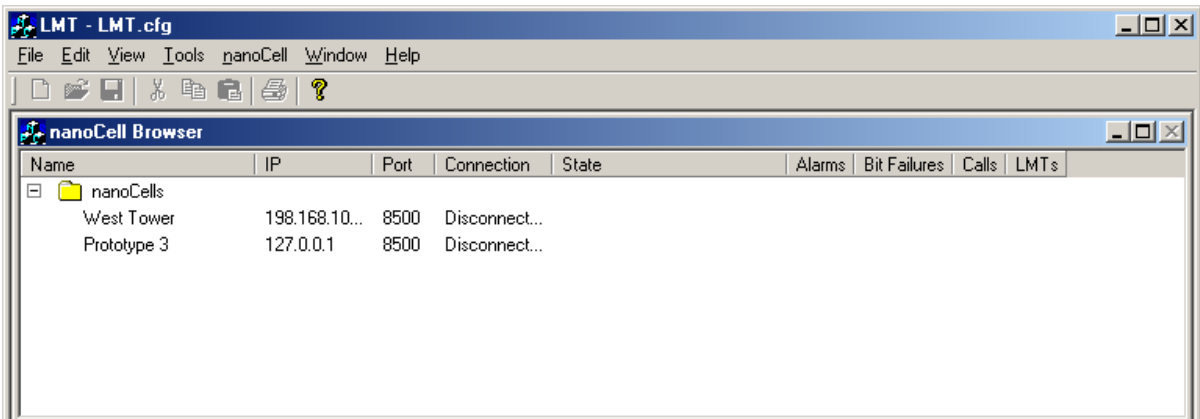 LMT - LMT.cfg
File Edit View Tools nanoCell Window Help
nanoCell Browser
Name IP Port Connection State Alarms Bit Failures Calls LMTs
nanoCells
West Tower 198.168.10... 8500 Disconnect...
Prototype 3 127.0.0.1 8500 Disconnect...